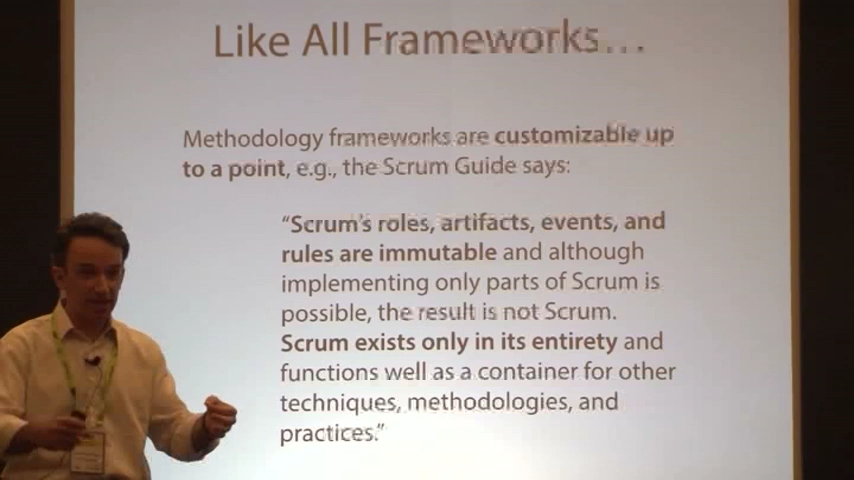 Like All Frameworks...
Methodology frameworks are customizable up
to a point, e.g., the Scrum Guide says:
“Scrum’s roles, artifacts, events, and
rules are immutable and although
implementing only parts of Scrum is
possible, the result is not Scrum.
Scrum exists only in its entirety and
functions well as a container for other
techniques, methodologies, and
practices.”